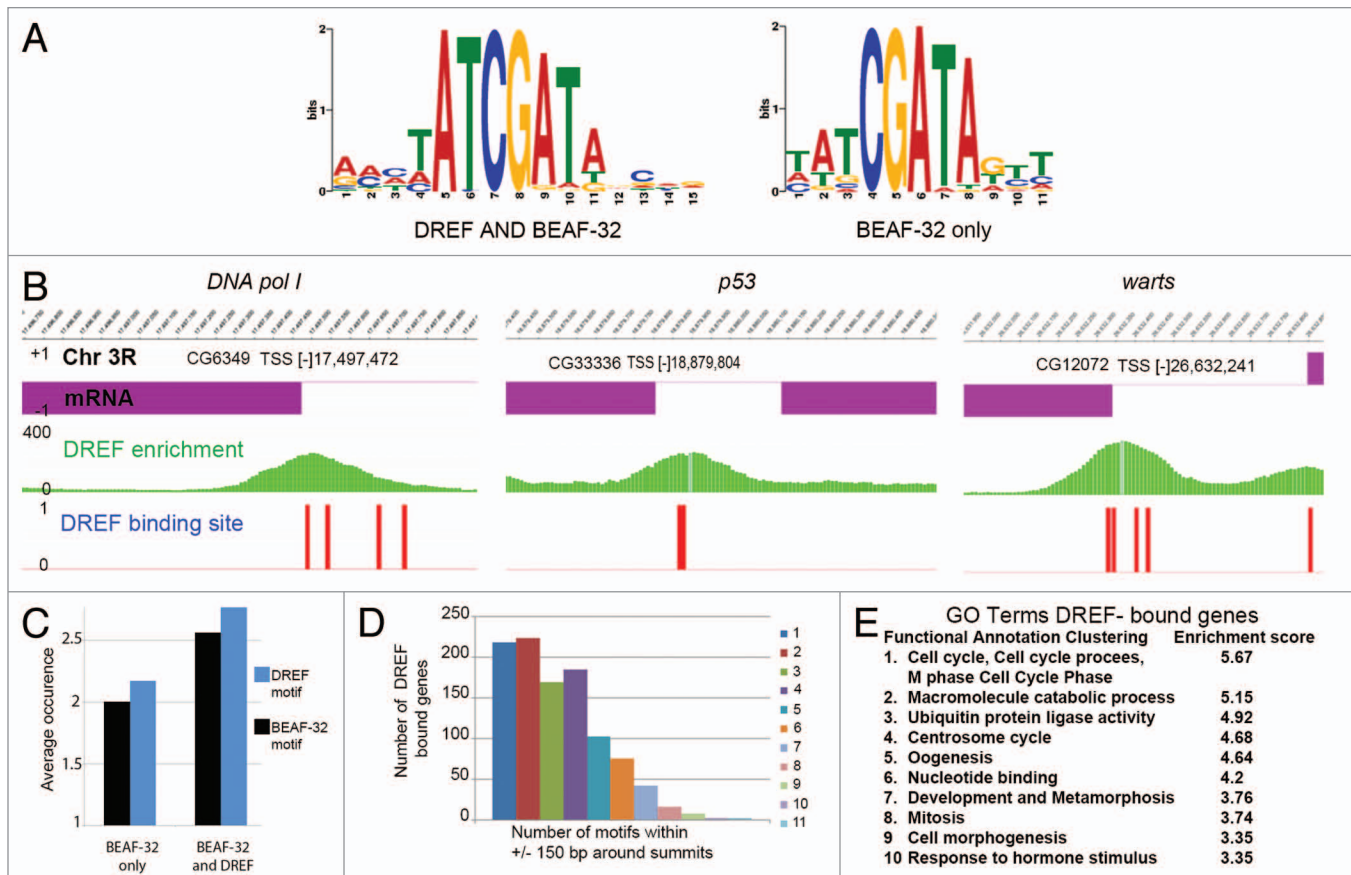 A
2
1
0
bits
1 2 3 4 5 6 7 8 9 10 11 12 13 14 15
DREF AND BEAF-32
2
1
0
bits
1 2 3 4 5 6 7 8 9 10 11
BEAF-32 only
B
DNA pol I
p53
warts
+1 Chr 3R
CG6349 TSS [-]17,497,472
CG33336 TSS [-]18,879,804
CG12072 TSS [-]26,632,241
mRNA
-1
400
DREF enrichment
0
1
DREF binding site
0
C
Average occurence
2.5
2
1.5
1
DREF motif
BEAF-32 motif
BEAF-32 only
BEAF-32 and DREF
D
Number of DREF bound genes
250
200
150
100
50
0
1
2
3
4
5
6
7
8
9
10
11
Number of motifs within
+/- 150 bp around summits
E
GO Terms DREF- bound genes
Functional Annotation Clustering Enrichment score
1. Cell cycle, Cell cycle procees, 5.67
M phase Cell Cycle Phase
2. Macromolecule catabolic process 5.15
3. Ubiquitin protein ligase activity 4.92
4. Centrosome cycle 4.68
5. Oogenesis 4.64
6. Nucleotide binding 4.2
7. Development and Metamorphosis 3.76
8. Mitosis 3.74
9 Cell morphogenesis 3.35
10 Response to hormone stimulus 3.35